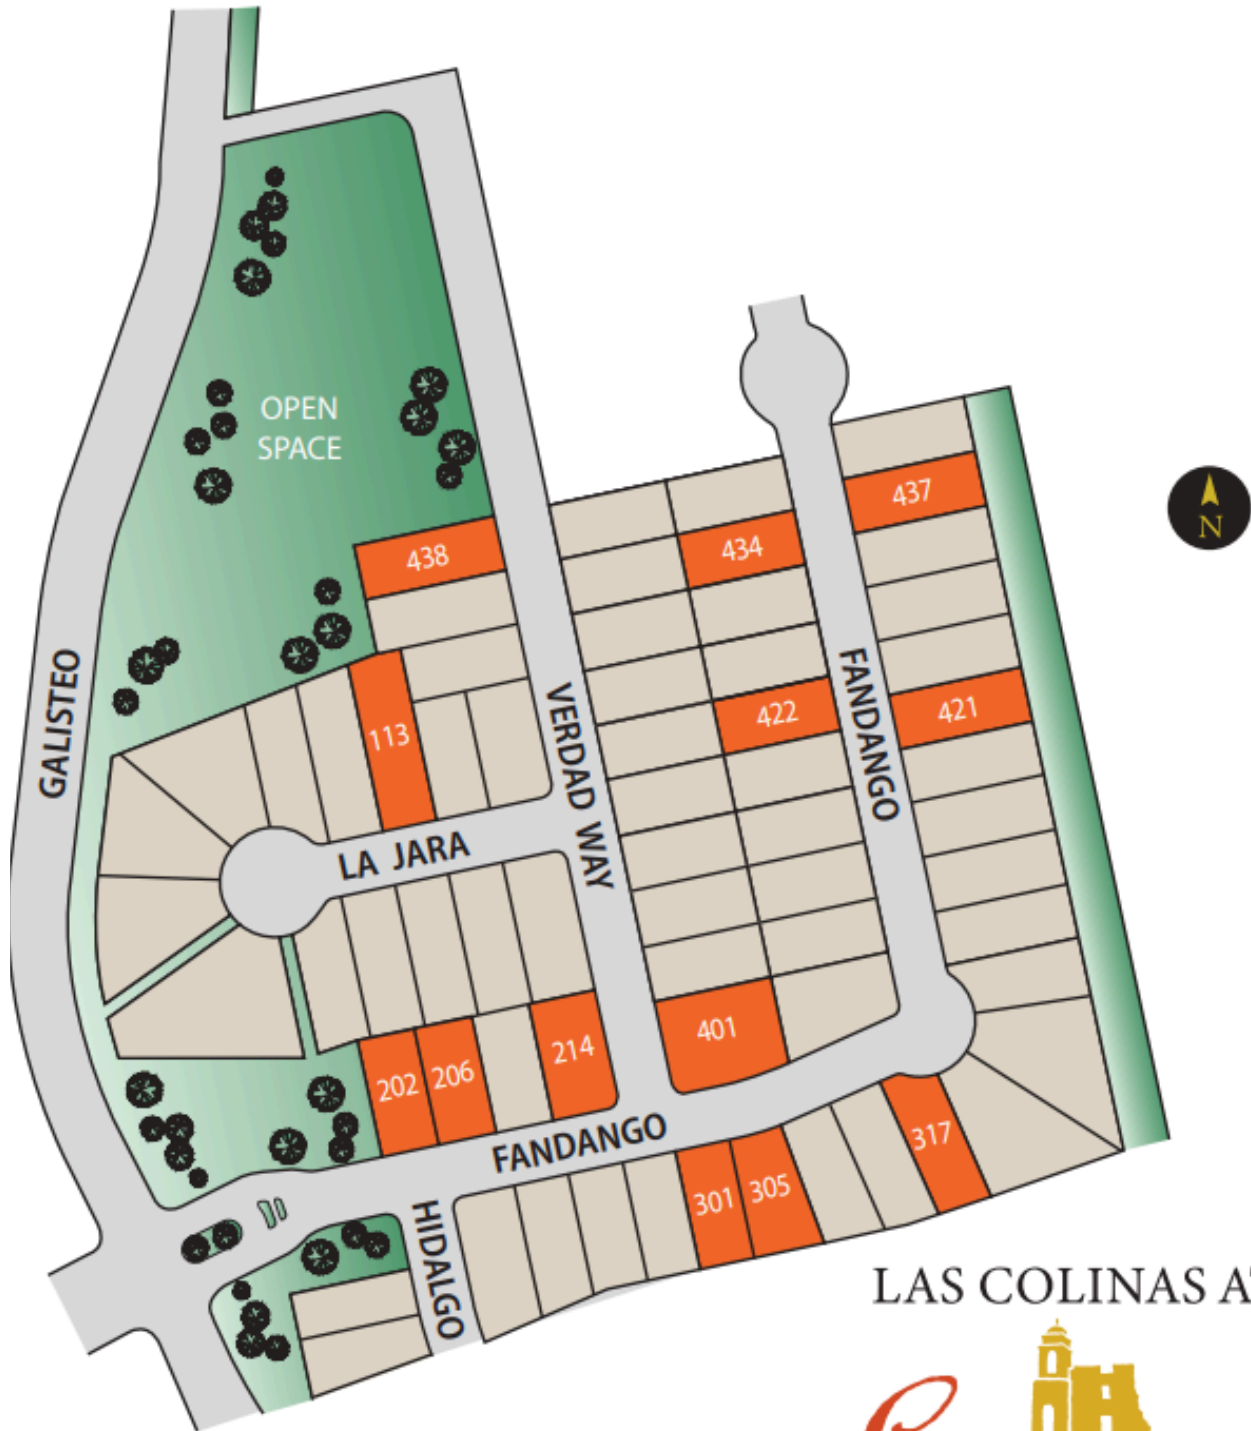 OPEN
SPACE
437
N
434
438
GALISTEO
113
VERDAD WAY
FANDANGO
422
421
LA JARA
401
214
206
202
FANDANGO
317
305
301
HIDALGO
LAS COLINAS